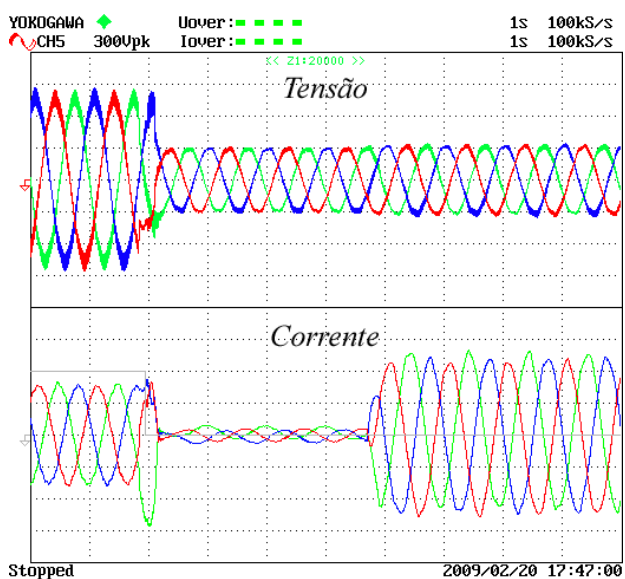 YOKOGAWA ◆ Uover: 1s 100kS/s
CH5 300Vpk Iover: 1s 100kS/s
<< Z1:20000 >>
Tensão
Corrente
Stopped 2009/02/20 17:47:00